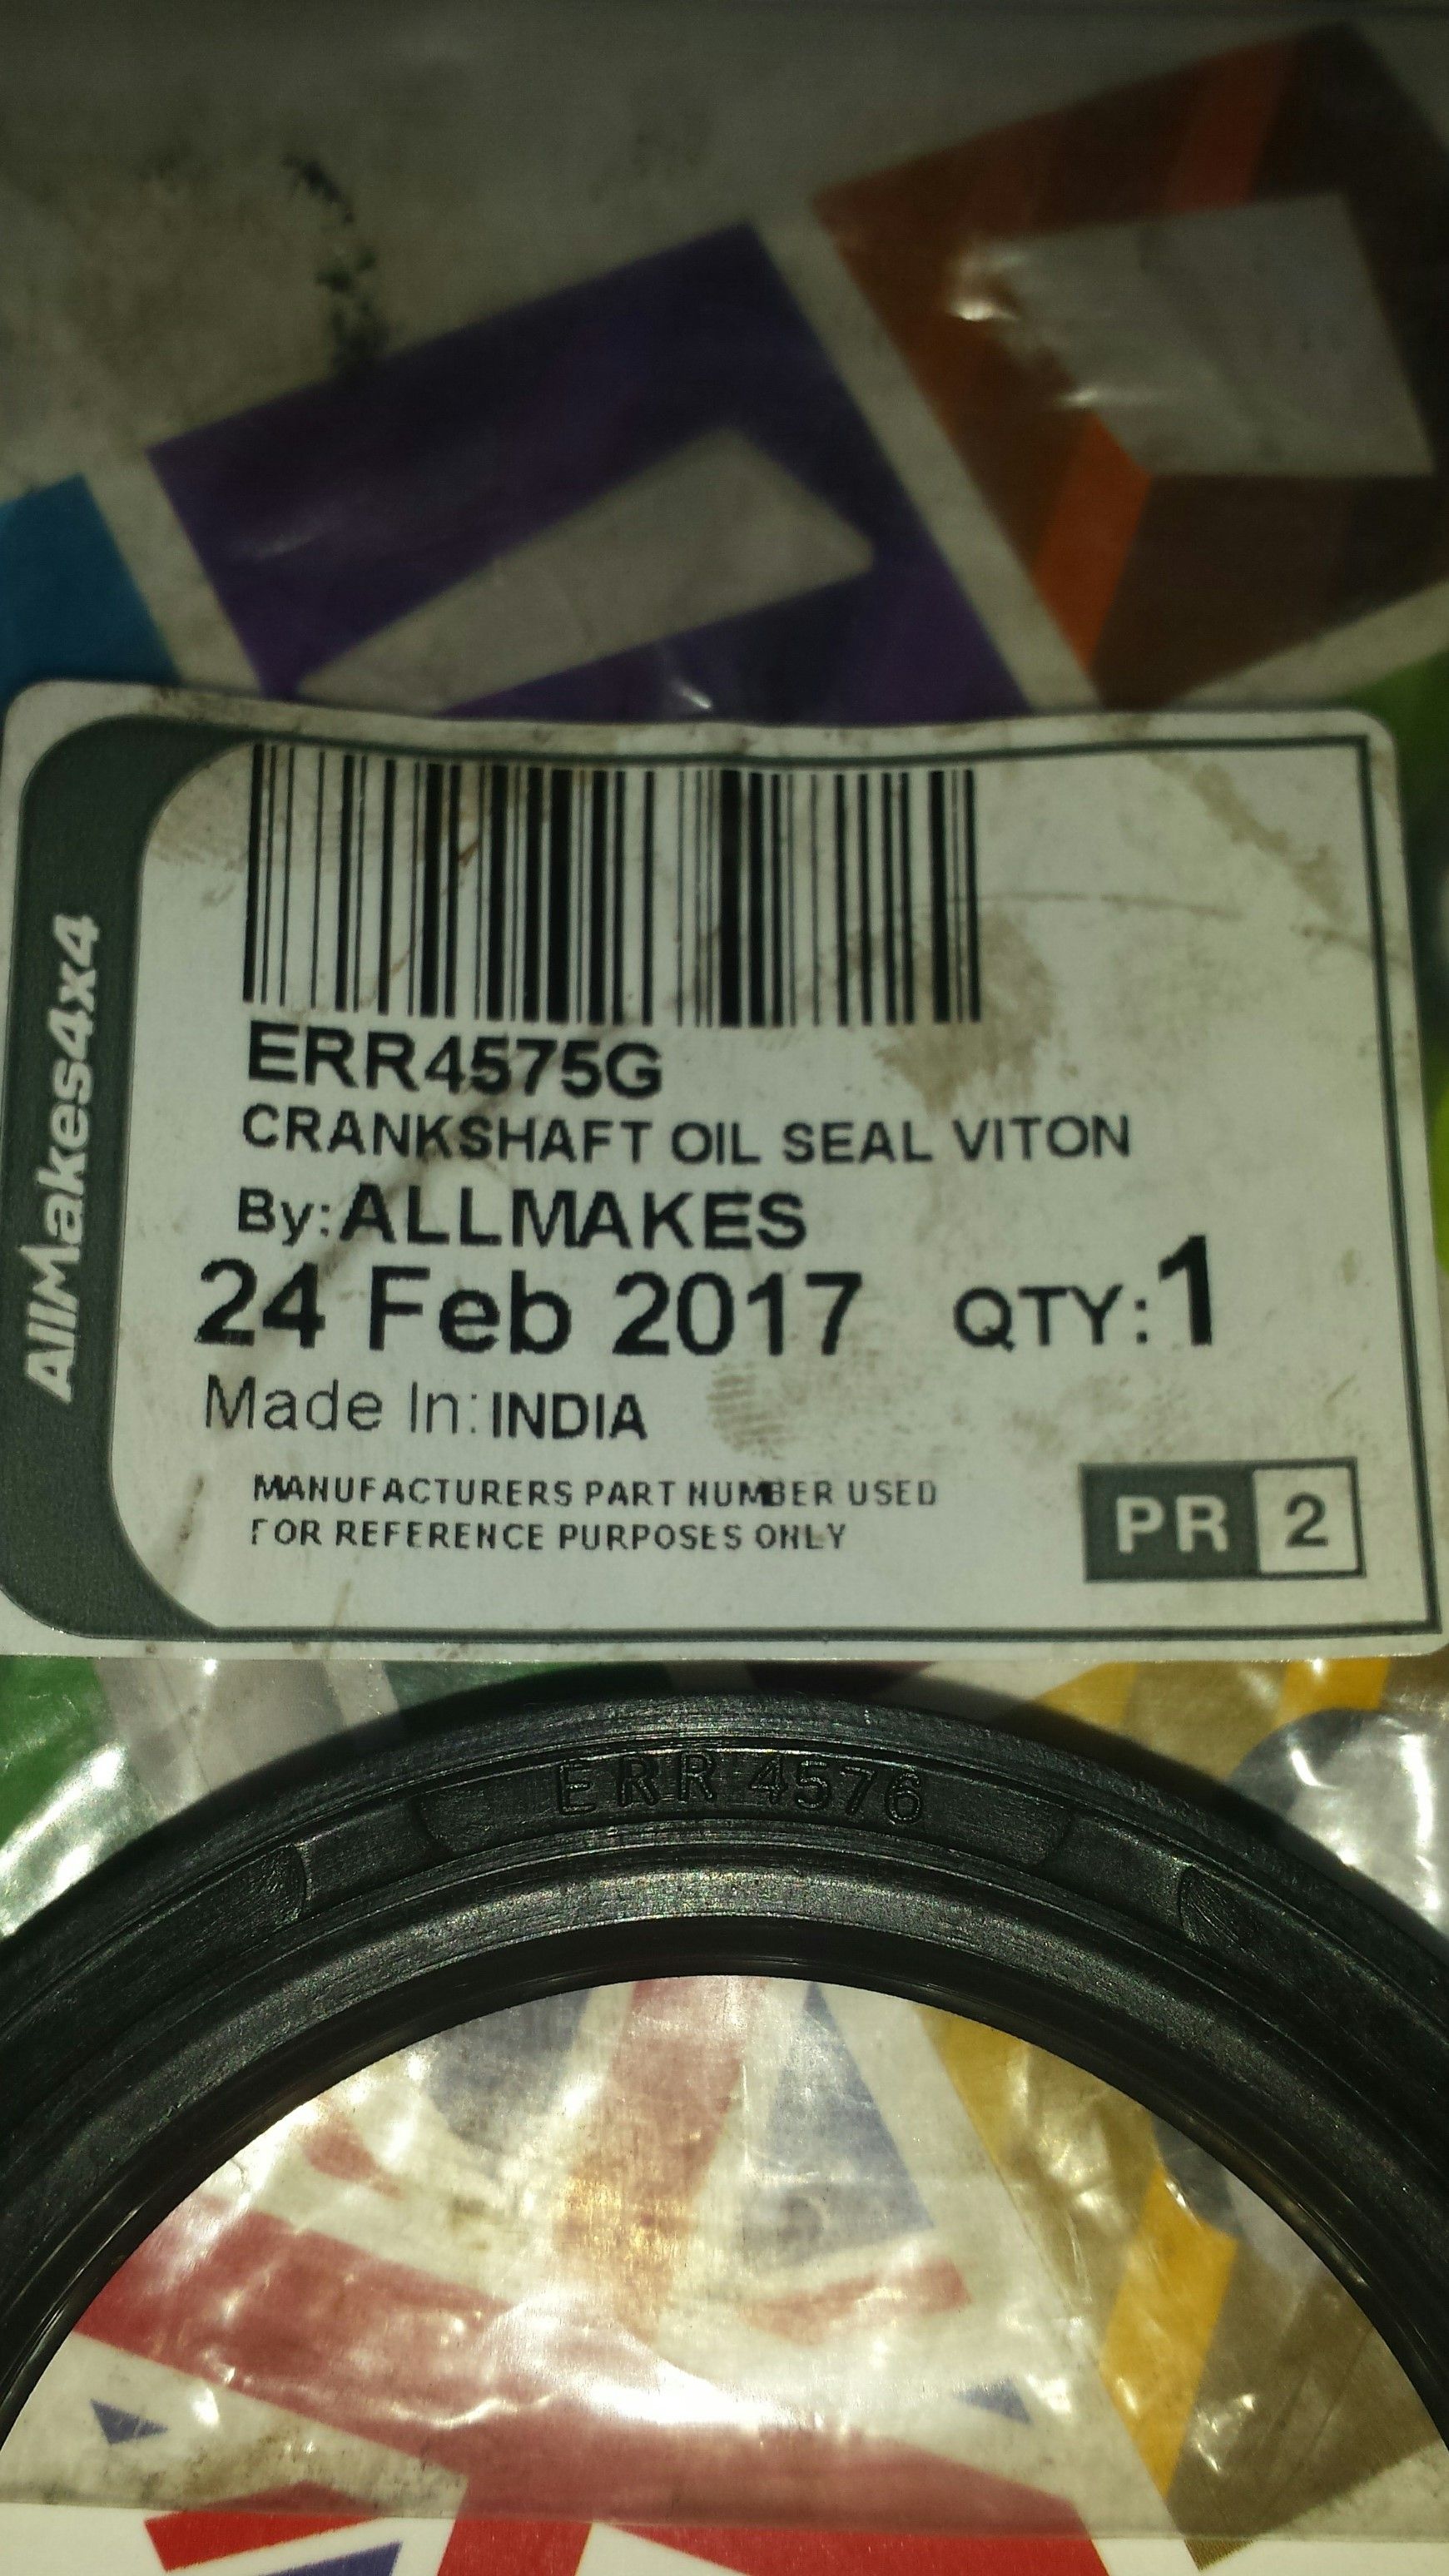 AllMakes4x4
ERR4575G
CRANKSHAFT OIL SEAL VITON
By:ALLMAKES
24 Feb 2017 QTY:1
Made In:INDIA
MANUFACTURERS PART NUMBER USED
FOR REFERENCE PURPOSES ONLY
PR 2
ERR 4576